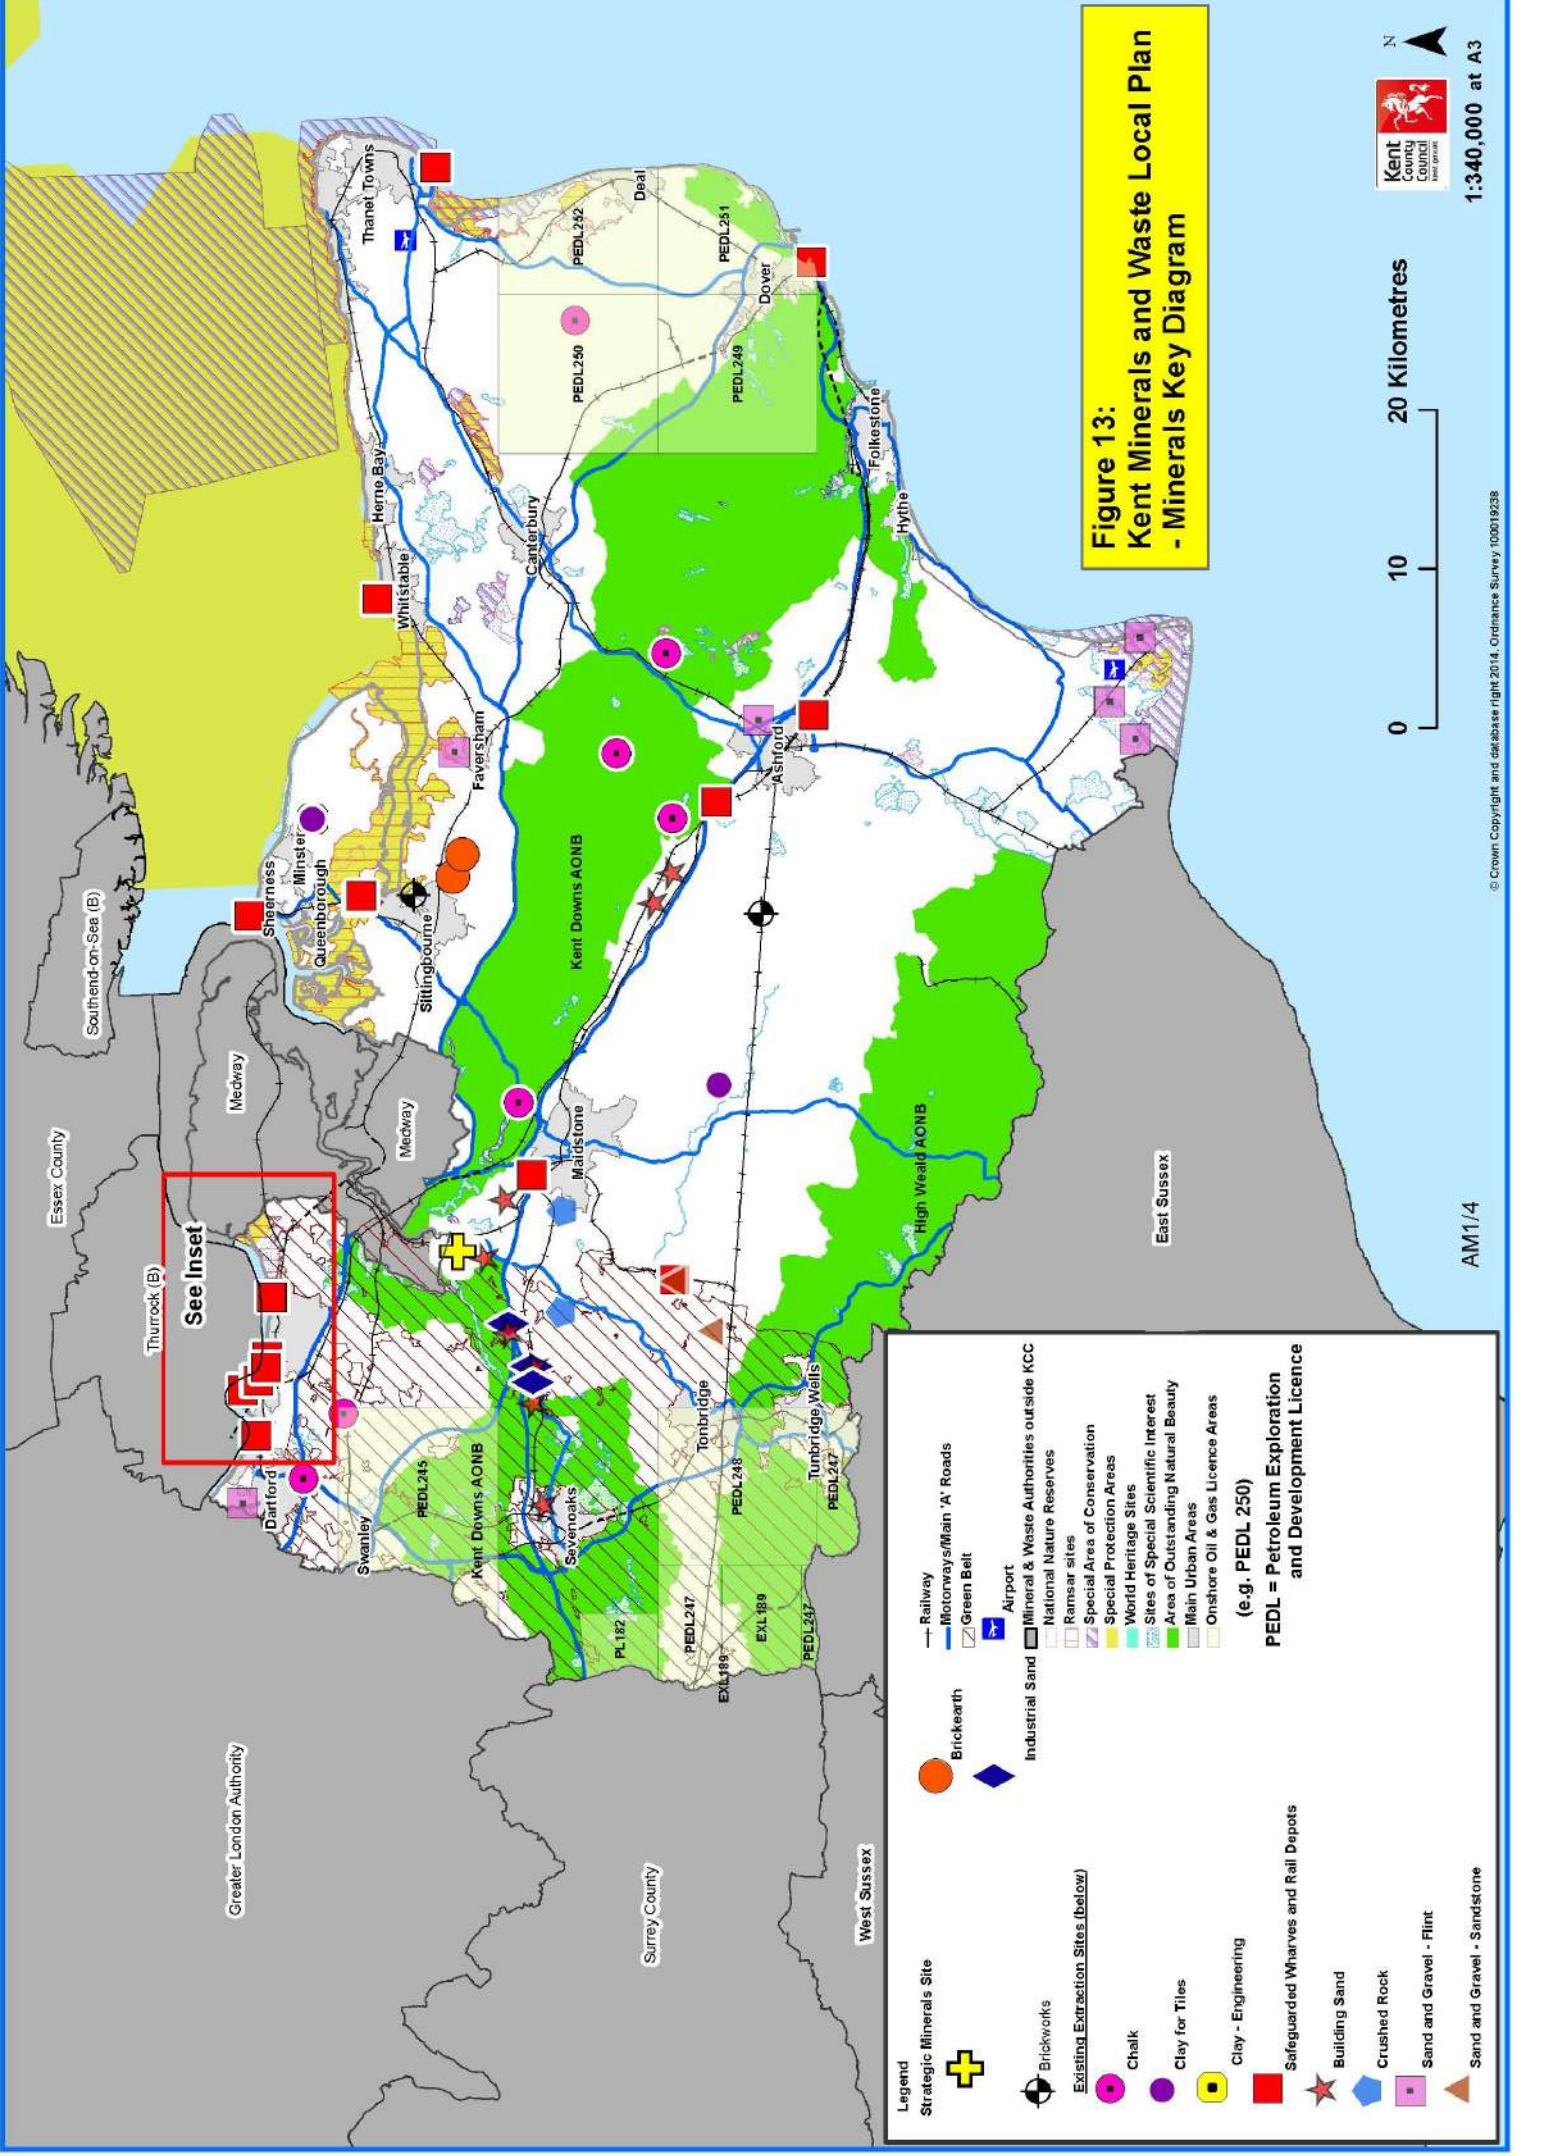 Essex County
Southend-on-Sea (B)
Thurrock (B)
See Inset
Medway
Medway
Greater London Authority
Surrey County
West Sussex
East Sussex
Sheerness
Minster
Queenborough
Sittingbourne
Faversham
Whitstable
Herne Bay
Thanet Towns
Canterbury
Deal
Dover
Folkestone
Hythe
Ashford
Maidstone
Dartford
Swanley
Sevenoaks
Tonbridge
Tunbridge Wells
Kent Downs AONB
Kent Downs AONB
High Weald AONB
PEDL252
PEDL251
PEDL250
PEDL249
PEDL245
PEDL248
PEDL247
PL182
PEDL247
EXL189
EXL189
PEDL247
Figure 13:
Kent Minerals and Waste Local Plan
- Minerals Key Diagram
Kent
County
Council
N
1:340,000 at A3
0 10 20 Kilometres
© Crown Copyright and database right 2014. Ordnance Survey 100019238
AM1/4
Legend
Strategic Minerals Site
Brickworks
Existing Extraction Sites (below)
Chalk
Clay for Tiles
Clay - Engineering
Safeguarded Wharves and Rail Depots
Building Sand
Crushed Rock
Sand and Gravel - Flint
Sand and Gravel - Sandstone
Brickearth
Industrial Sand
Railway
Motorways/Main 'A' Roads
Green Belt
Airport
Mineral & Waste Authorities outside KCC
National Nature Reserves
Ramsar sites
Special Area of Conservation
Special Protection Areas
World Heritage Sites
Sites of Special Scientific Interest
Area of Outstanding Natural Beauty
Main Urban Areas
Onshore Oil & Gas Licence Areas
(e.g. PEDL 250)
PEDL = Petroleum Exploration
and Development Licence